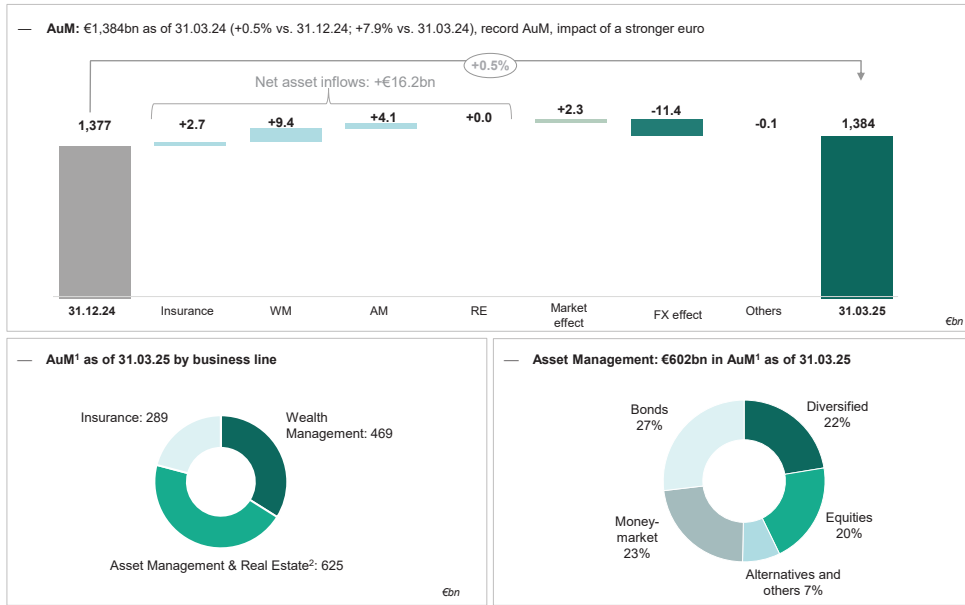 — AuM: €1,384bn as of 31.03.24 (+0.5% vs. 31.12.24; +7.9% vs. 31.03.24), record AuM, impact of a stronger euro
+0.5%
Net asset inflows: +€16.2bn
1,377 +2.7 +9.4 +4.1 +0.0 +2.3 -11.4 -0.1 1,384
31.12.24 Insurance WM AM RE Market effect FX effect Others 31.03.25
€bn
— AuM¹ as of 31.03.25 by business line
Insurance: 289
Wealth
Management: 469
Asset Management & Real Estate²: 625
€bn
— Asset Management: €602bn in AuM¹ as of 31.03.25
Bonds
27%
Diversified
22%
Money-
market
23%
Equities
20%
Alternatives and
others 7%